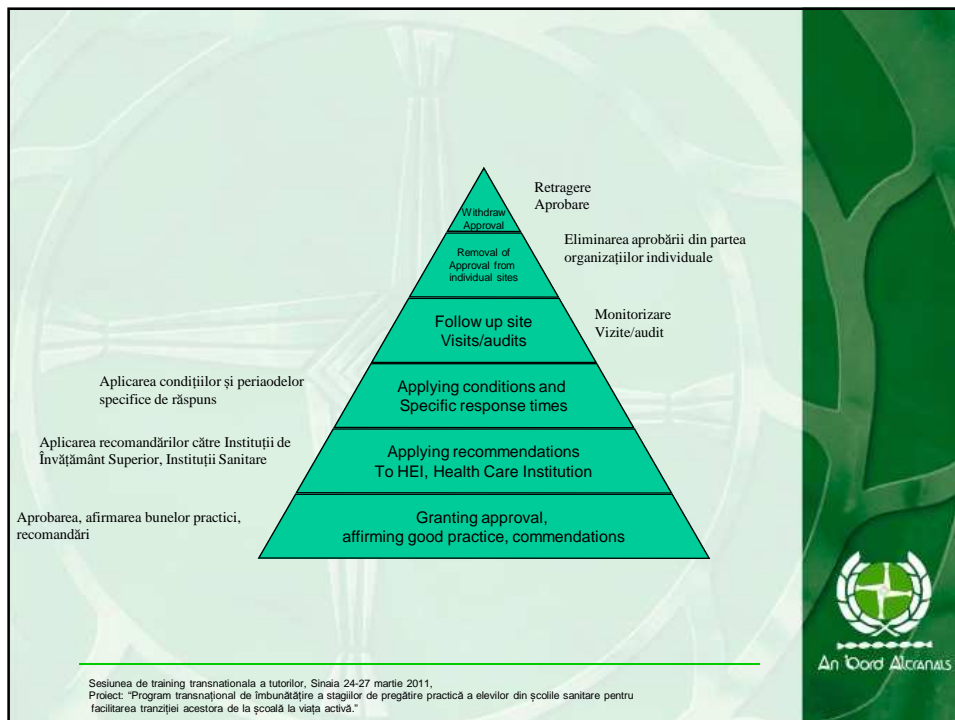 Retragere
Aprobare
Withdraw
Approval
Eliminarea aprobării din partea
organizațiilor individuale
Removal of
Approval from
individual sites
Monitorizare
Vizite/audit
Follow up site
Visits/audits
Aplicarea condițiilor și periaodelor
specifice de răspuns
Applying conditions and
Specific response times
Aplicarea recomandărilor către Instituții de
Învățământ Superior, Instituții Sanitare
Applying recommendations
To HEI, Health Care Institution
Aprobarea, afirmarea bunelor practici,
recomandări
Granting approval,
affirming good practice, commendations
An Bord Altranais
Sesiunea de training transnationala a tutorilor, Sinaia 24-27 martie 2011,
Proiect: “Program transnațional de îmbunătățire a stagiilor de pregătire practică a elevilor din școlile sanitare pentru
facilitarea tranziției acestora de la școală la viața activă.”